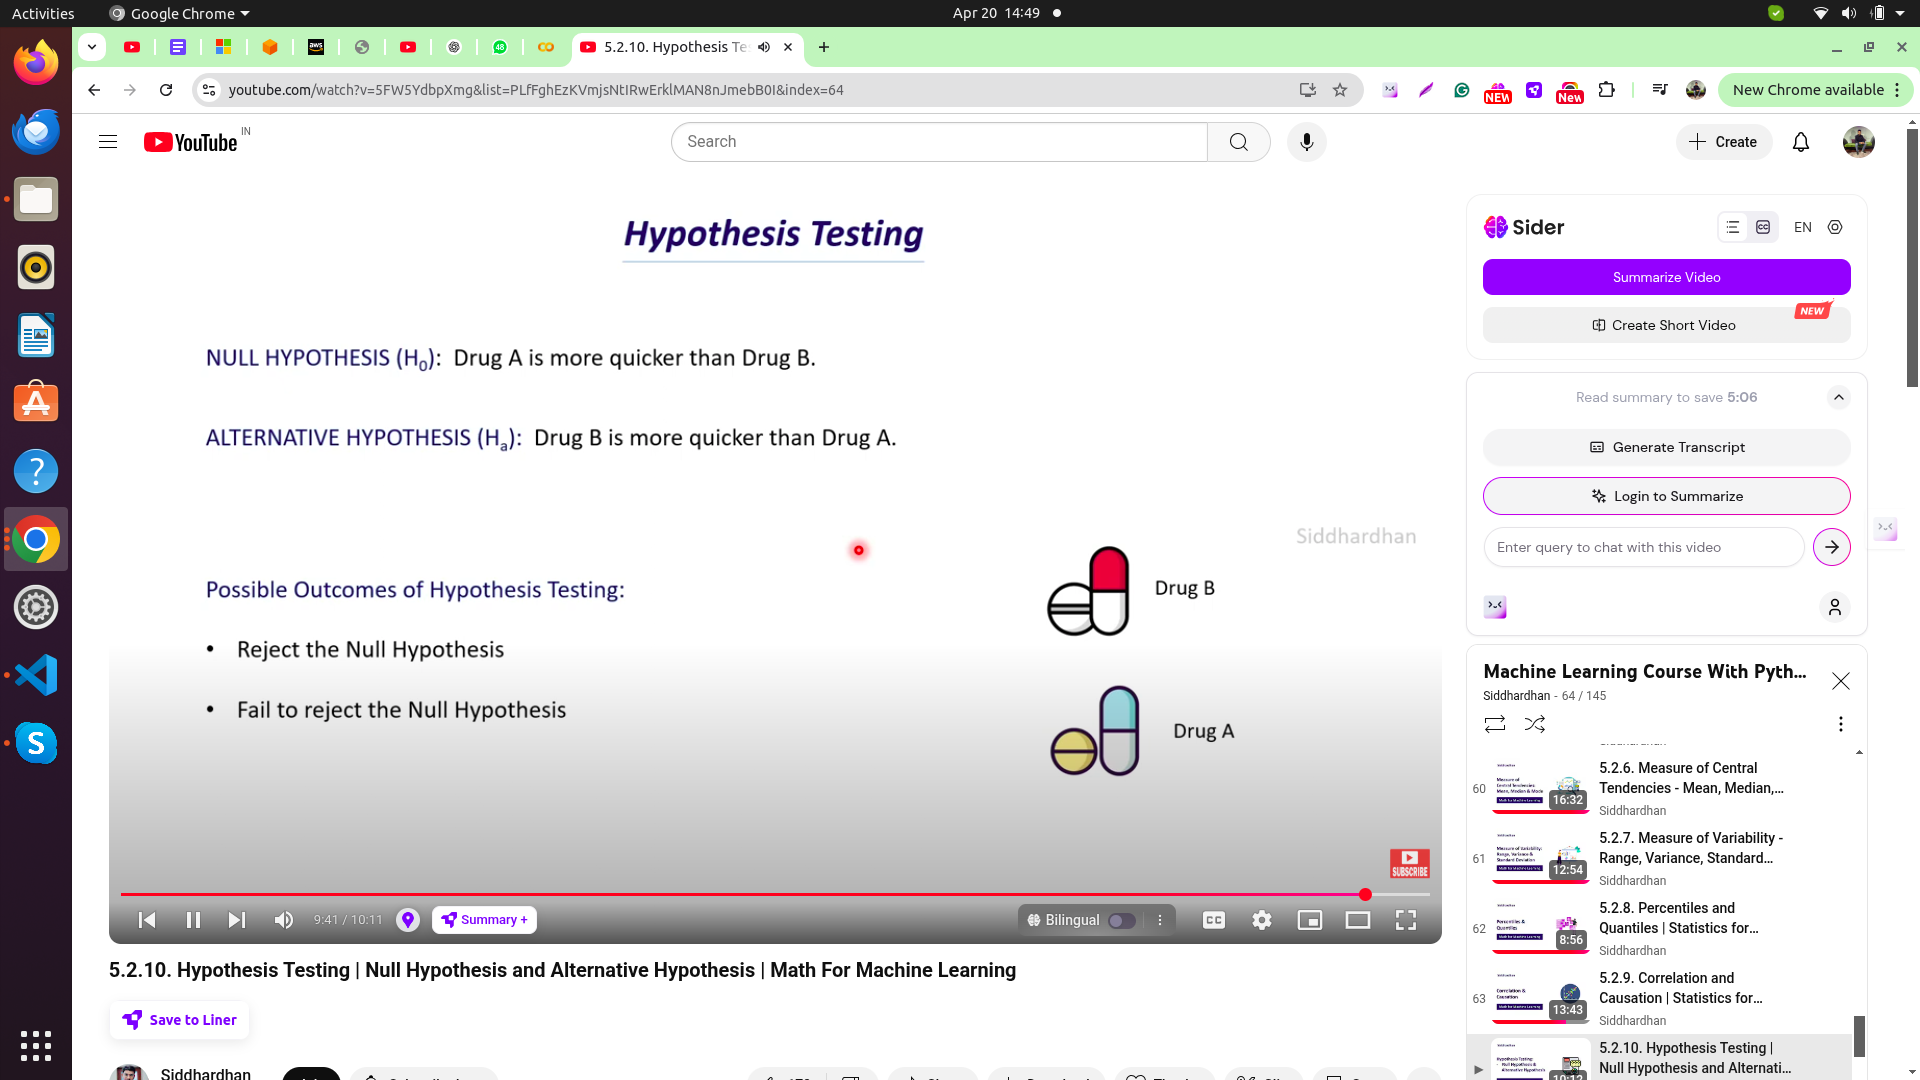 Activities
Google Chrome
Apr 20 14:49
48
5.2.10. Hypothesis Te
youtube.com/watch?v=5FW5YdbpXmg&list=PLfFghEzKVmjsNtIRwErklMAN8nJmebB0I&index=64
NEW
New
New Chrome available
YouTube
IN
Search
Create
Hypothesis Testing
NULL HYPOTHESIS (H0): Drug A is more quicker than Drug B.
ALTERNATIVE HYPOTHESIS (Ha): Drug B is more quicker than Drug A.
Siddhardhan
Possible Outcomes of Hypothesis Testing:
• Reject the Null Hypothesis
• Fail to reject the Null Hypothesis
Drug B
Drug A
SUBSCRIBE
9:41 / 10:11
Summary +
Bilingual
CC
5.2.10. Hypothesis Testing | Null Hypothesis and Alternative Hypothesis | Math For Machine Learning
Save to Liner
Siddhardhan
Sider
EN
Summarize Video
NEW
Create Short Video
Read summary to save 5:06
Generate Transcript
Login to Summarize
Enter query to chat with this video
Machine Learning Course With Pyth...
Siddhardhan - 64 / 145
60
16:32
5.2.6. Measure of Central
Tendencies - Mean, Median,...
Siddhardhan
61
12:54
5.2.7. Measure of Variability -
Range, Variance, Standard...
Siddhardhan
62
8:56
5.2.8. Percentiles and
Quantiles | Statistics for...
Siddhardhan
63
13:43
5.2.9. Correlation and
Causation | Statistics for...
Siddhardhan
5.2.10. Hypothesis Testing |
Null Hypothesis and Alternati...